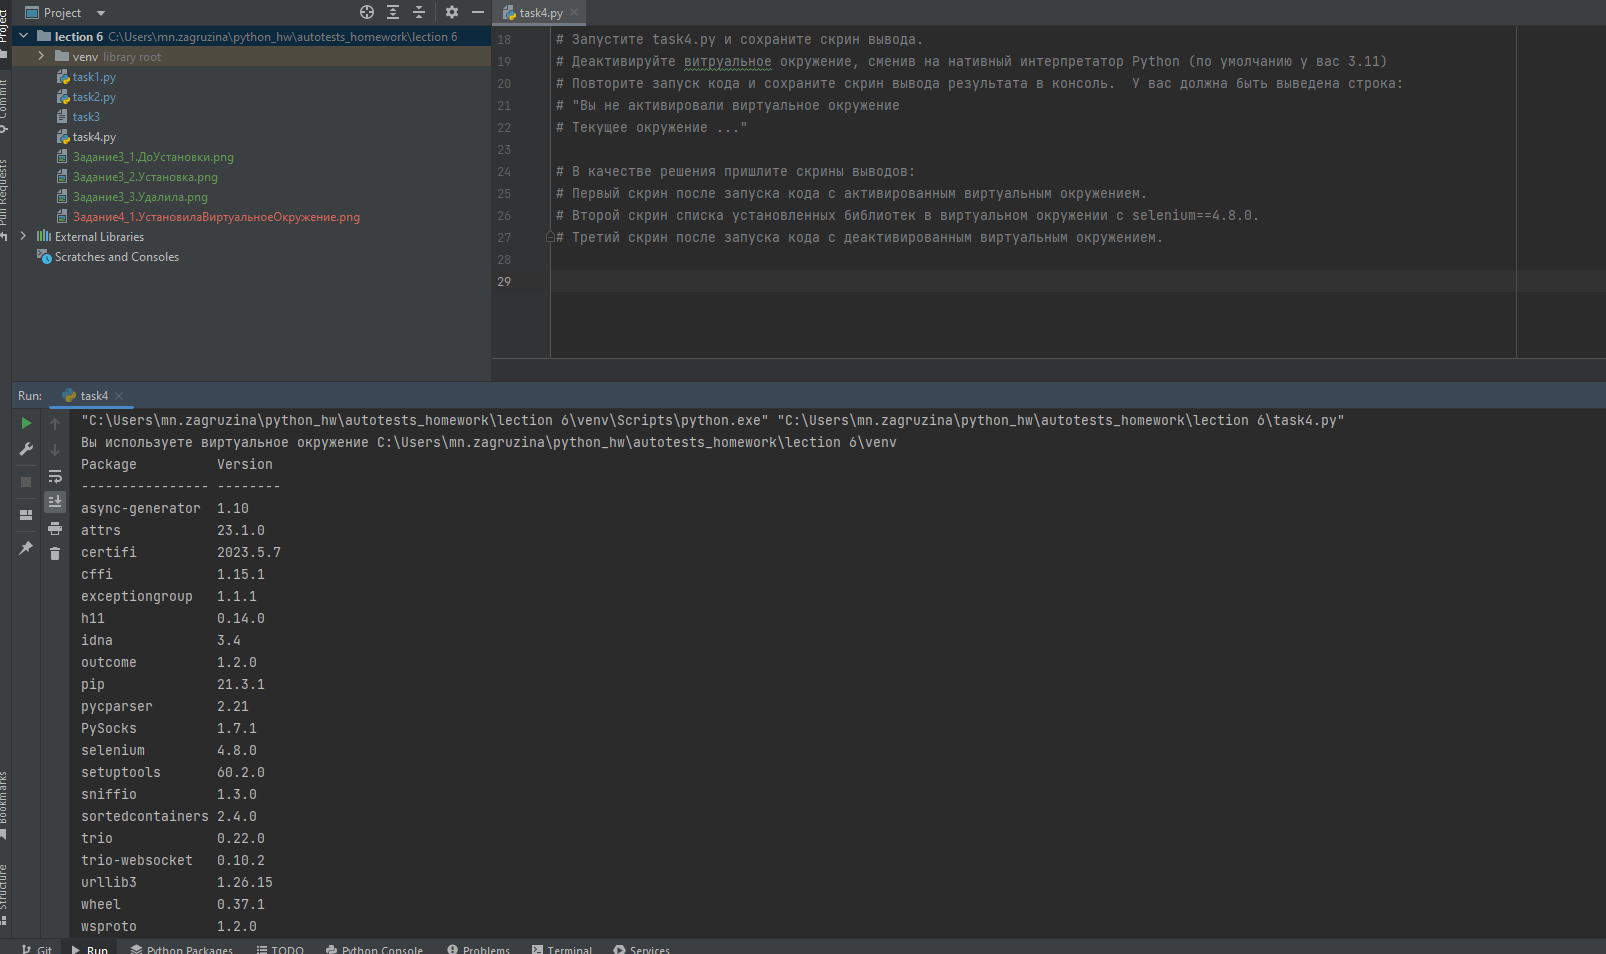 Project
task4.py
lection 6 C:\Users\mn.zagruzina\python_hw\autotests_homework\lection 6
venv library root
task1.py
task2.py
task3
task4.py
Задание3_1.ДоУстановки.png
Задание3_2.Установка.png
Задание3_3.Удалила.png
Задание4_1.УстановилаВиртуальноеОкружение.png
External Libraries
Scratches and Consoles
Project
Commit
Pull Requests
Bookmarks
Structure
18 # Запустите task4.py и сохраните скрин вывода.
19 # Деактивируйте витруальное окружение, сменив на нативный интерпретатор Python (по умолчанию у вас 3.11)
20 # Повторите запуск кода и сохраните скрин вывода результата в консоль.  У вас должна быть выведена строка:
21 # "Вы не активировали виртуальное окружение
22 # Текущее окружение ..."
23
24 # В качестве решения пришлите скрины выводов:
25 # Первый скрин после запуска кода с активированным виртуальным окружением.
26 # Второй скрин списка установленных библиотек в виртуальном окружении с selenium==4.8.0.
27 # Третий скрин после запуска кода с деактивированным виртуальным окружением.
28
29
Run: task4
"C:\Users\mn.zagruzina\python_hw\autotests_homework\lection 6\venv\Scripts\python.exe" "C:\Users\mn.zagruzina\python_hw\autotests_homework\lection 6\task4.py"
Вы используете виртуальное окружение C:\Users\mn.zagruzina\python_hw\autotests_homework\lection 6\venv
Package          Version
---------------- --------
async-generator  1.10
attrs            23.1.0
certifi          2023.5.7
cffi             1.15.1
exceptiongroup   1.1.1
h11              0.14.0
idna             3.4
outcome          1.2.0
pip              21.3.1
pycparser        2.21
PySocks          1.7.1
selenium         4.8.0
setuptools       60.2.0
sniffio          1.3.0
sortedcontainers 2.4.0
trio             0.22.0
trio-websocket   0.10.2
urllib3          1.26.15
wheel            0.37.1
wsproto          1.2.0
Git Run Python Packages TODO Python Console Problems Terminal Services